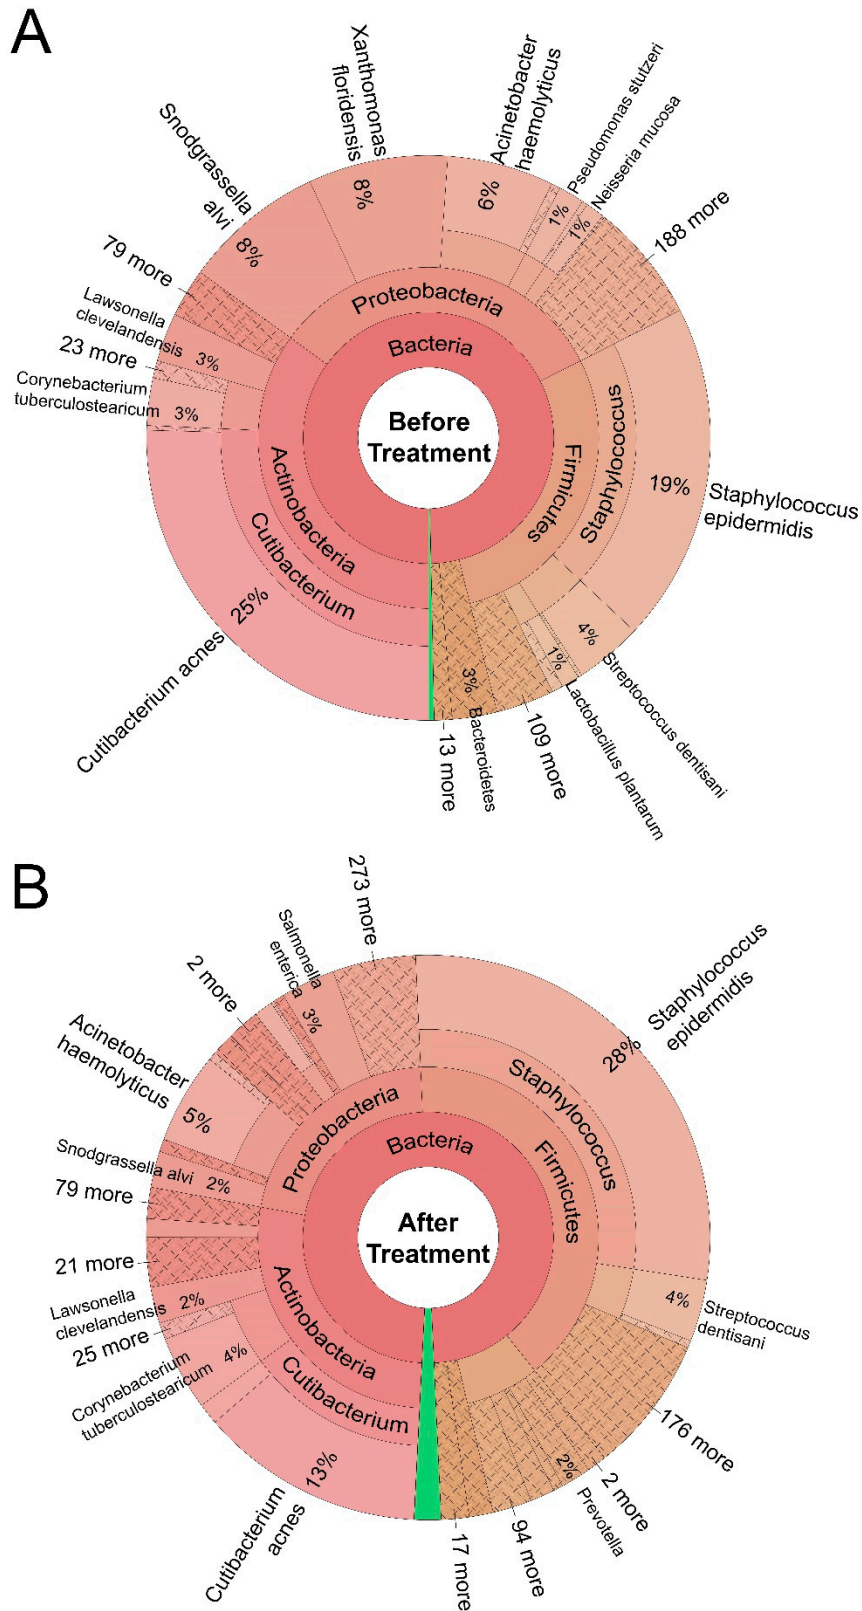 A
Xanthomonas
floridensis
8%
Acinetobacter
haemolyticus
6%
Pseudomonas stutzeri
1%
Neisseria mucosa
1%
188 more
Snodgrassella
alvi
8%
79 more
Lawsonella
clevelandensis
3%
23 more
Corynebacterium
tuberculostearicum
3%
Proteobacteria
Bacteria
Before
Treatment
Firmicutes
Staphylococcus
19%
Staphylococcus
epidermidis
Actinobacteria
Cutibacterium
25%
Cutibacterium acnes
4%
Streptococcus dentisani
1%
Lactobacillus plantarum
109 more
3%
Bacteroidetes
13 more
B
273 more
Salmonella
enterica
3%
2 more
Acinetobacter
haemolyticus
5%
Snodgrassella alvi
2%
79 more
21 more
Lawsonella
clevelandensis
2%
25 more
Corynebacterium
tuberculostearicum
4%
Staphylococcus
epidermidis
28%
Staphylococcus
Proteobacteria
Bacteria
Firmicutes
After
Treatment
Actinobacteria
Cutibacterium
13%
Cutibacterium
acnes
4%
Streptococcus
dentisani
176 more
2 more
2%
Prevotella
94 more
17 more